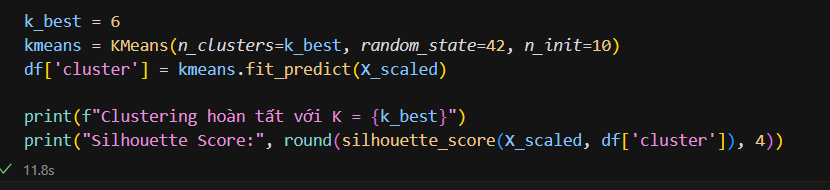 k_best = 6
kmeans = KMeans(n_clusters=k_best, random_state=42, n_init=10)
df['cluster'] = kmeans.fit_predict(X_scaled)
print(f"Clustering hoàn tất với K = {k_best}")
print("Silhouette Score:", round(silhouette_score(X_scaled, df['cluster']), 4))
11.8s